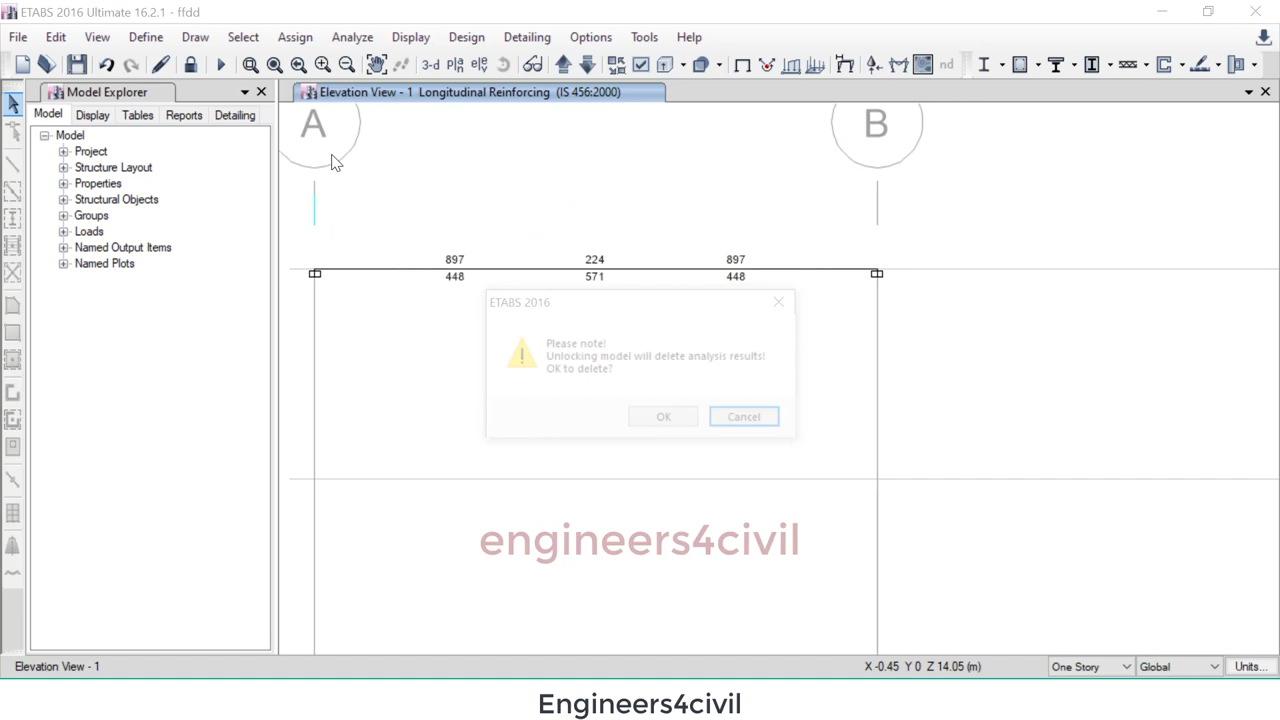 ETABS 2016 Ultimate 16.2.1 - ffdd
File Edit View Define Draw Select Assign Analyze Display Design Detailing Options Tools Help
3-d nd
Model Explorer
Elevation View - 1 Longitudinal Reinforcing (IS 456:2000)
Model Display Tables Reports Detailing
Model
Project
Structure Layout
Properties
Structural Objects
Groups
Loads
Named Output Items
Named Plots
A B
897 224 897
448 571 448
ETABS 2016
Please note!
Unlocking model will delete analysis results!
OK to delete?
OK Cancel
engineers4civil
Elevation View - 1
X -0.45 Y 0 Z 14.05 (m)
One Story Global Units...
Engineers4civil